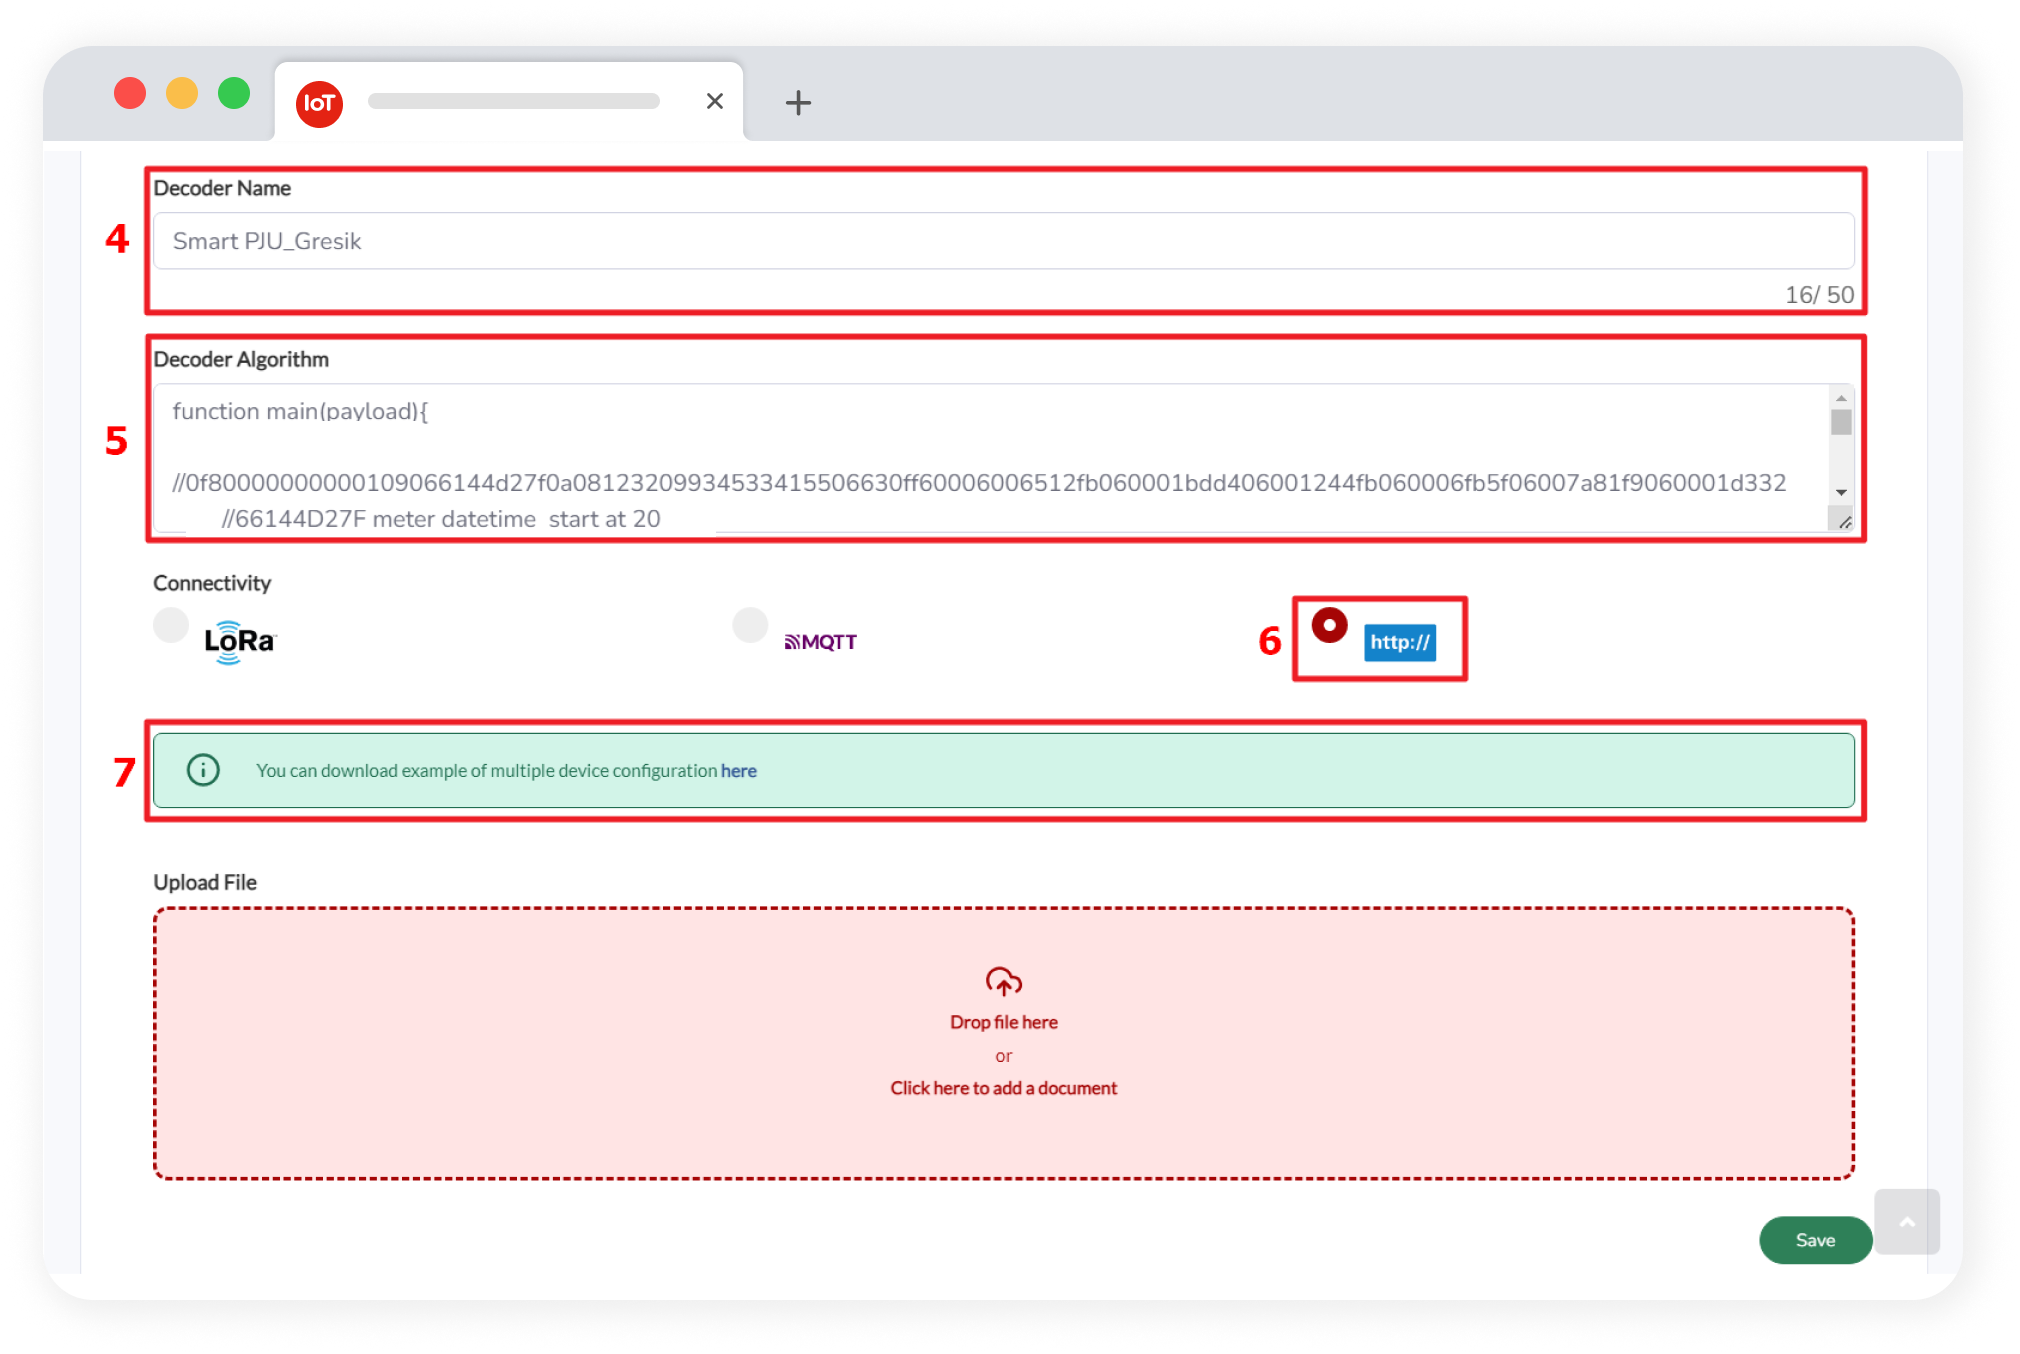 IoT
Decoder Name
4
Smart PJU_Gresik
16/ 50
Decoder Algorithm
5
function main(payload){
//0f80000000000109066144d27f0a08123209934533415506630ff60006006512fb060001bdd406001244fb060006fb5f06007a81f9060001d332
//66144D27F meter datetime start at 20
Connectivity
LoRa
MQTT
6
http://
7
You can download example of multiple device configuration here
Upload File
Drop file here
or
Click here to add a document
Save